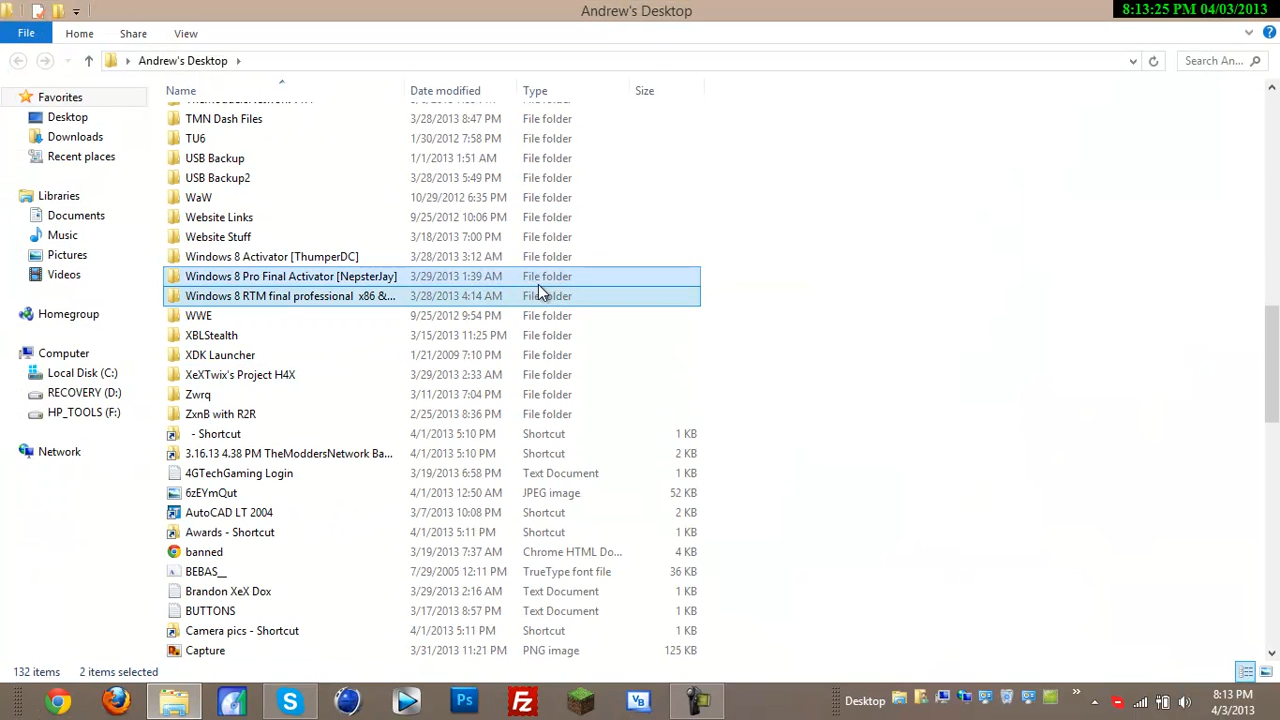 Andrew's Desktop
8:13:25 PM 04/03/2013
File Home Share View
Andrew's Desktop
Search An...
Name Date modified Type Size
Favorites
Desktop
Downloads
Recent places
Libraries
Documents
Music
Pictures
Videos
Homegroup
Computer
Local Disk (C:)
RECOVERY (D:)
HP_TOOLS (F:)
Network
TMN Dash Files 3/28/2013 8:47 PM File folder
TU6 1/30/2012 7:58 PM File folder
USB Backup 1/1/2013 1:51 AM File folder
USB Backup2 3/28/2013 5:49 PM File folder
WaW 10/29/2012 6:35 PM File folder
Website Links 9/25/2012 10:06 PM File folder
Website Stuff 3/18/2013 7:00 PM File folder
Windows 8 Activator [ThumperDC] 3/28/2013 3:12 AM File folder
Windows 8 Pro Final Activator [NepsterJay] 3/29/2013 1:39 AM File folder
Windows 8 RTM final professional x86 &... 3/28/2013 4:14 AM File folder
WWE 9/25/2012 9:54 PM File folder
XBLStealth 3/15/2013 11:25 PM File folder
XDK Launcher 1/21/2009 7:10 PM File folder
XeXTwix's Project H4X 3/29/2013 2:33 AM File folder
Zwrq 3/11/2013 7:04 PM File folder
ZxnB with R2R 2/25/2013 8:36 PM File folder
- Shortcut 4/1/2013 5:10 PM Shortcut 1 KB
3.16.13 4.38 PM TheModdersNetwork Ba... 4/1/2013 5:10 PM Shortcut 2 KB
4GTechGaming Login 3/19/2013 6:58 PM Text Document 1 KB
6zEYmQut 4/1/2013 12:50 AM JPEG image 52 KB
AutoCAD LT 2004 3/7/2013 10:08 PM Shortcut 2 KB
Awards - Shortcut 4/1/2013 5:11 PM Shortcut 1 KB
banned 3/19/2013 7:37 AM Chrome HTML Do... 4 KB
BEBAS__ 7/29/2005 12:11 PM TrueType font file 36 KB
Brandon XeX Dox 3/29/2013 2:16 AM Text Document 1 KB
BUTTONS 3/17/2013 8:57 PM Text Document 1 KB
Camera pics - Shortcut 4/1/2013 5:11 PM Shortcut 1 KB
Capture 3/31/2013 11:21 PM PNG image 125 KB
132 items 2 items selected
Desktop
8:13 PM
4/3/2013